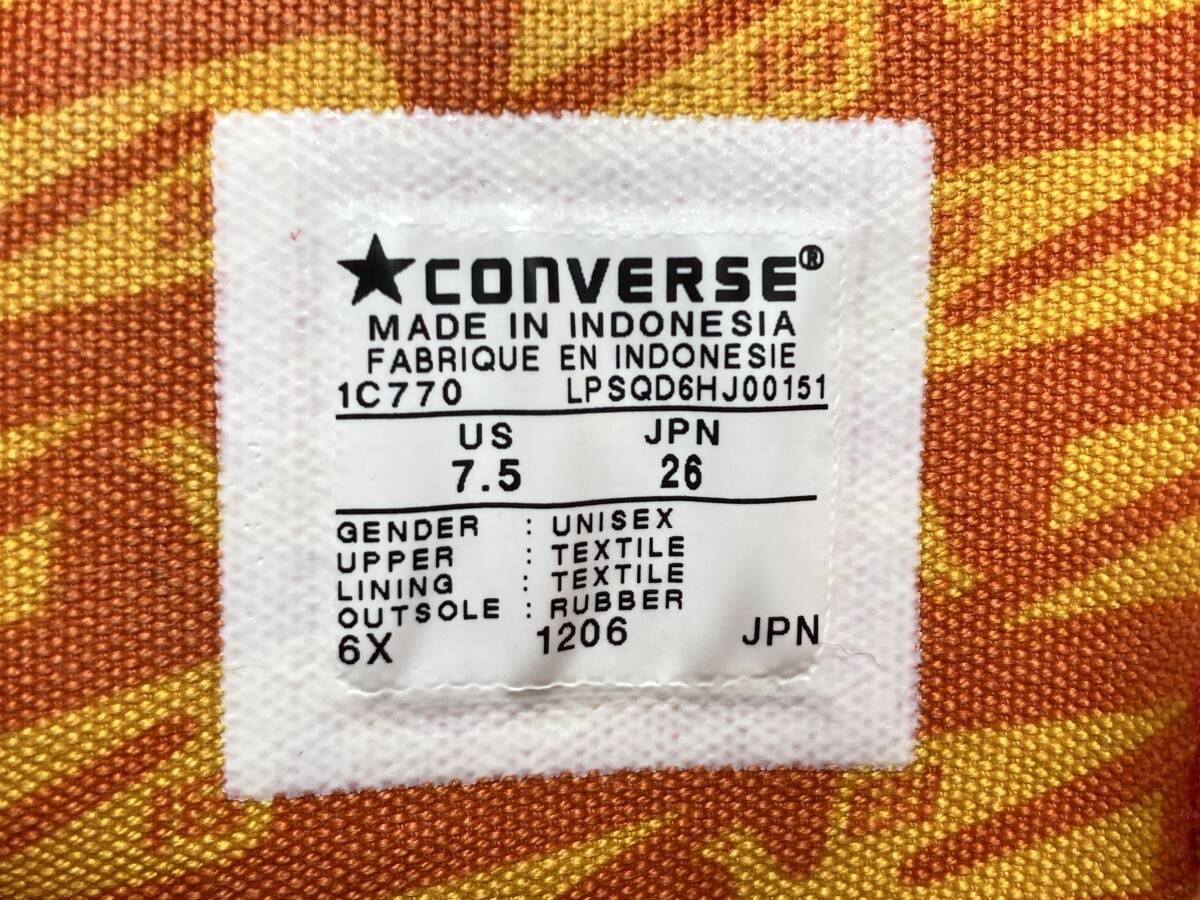 ★CONVERSE®
MADE IN INDONESIA
FABRIQUE EN INDONESIE
1C770 LPSQD6HJ00151
US JPN
7.5 26
GENDER : UNISEX
UPPER : TEXTILE
LINING : TEXTILE
OUTSOLE : RUBBER
6X 1206 JPN